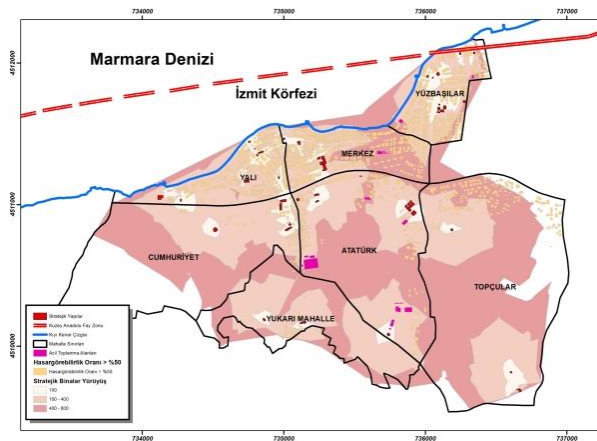 734000
735000
736000
737000
4512000
Marmara Denizi
İzmit Körfezi
YÜZBAŞILAR
MERKEZ
YALI
CUMHURİYET
ATATÜRK
TOPÇULAR
YUKARI MAHALLE
4510000
Stratejik Yapılar
Kuzey Anadolu Fay Zonu
Kıyı Kenar Çizgisi
Mahalle Sınırları
Acil Toplanma Alanları
Hasargörebilirlik Oranı > %50
Hasargörebilirlik Oranı > %50
Stratejik Binalar Yürüyüş
100
100 - 400
400 - 800
734000
735000
736000
737000